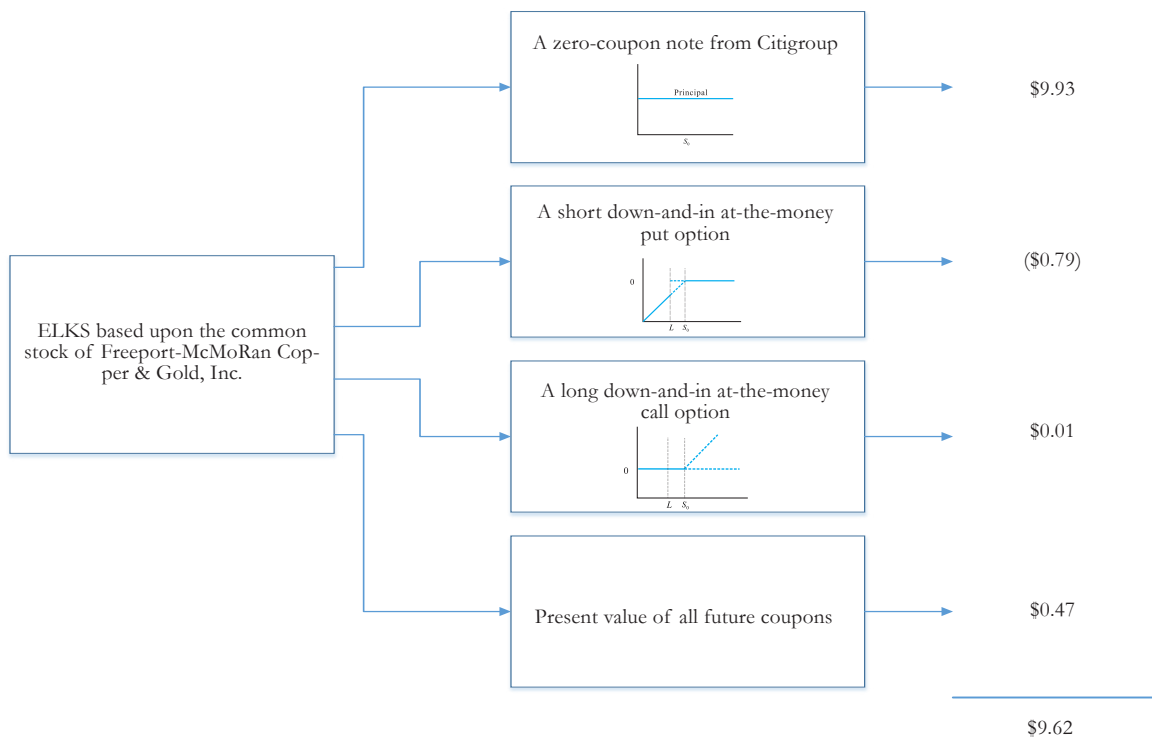 A zero-coupon note from Citigroup
Principal
S₀
$9.93
A short down-and-in at-the-money
put option
0
L S₀
($0.79)
ELKS based upon the common
stock of Freeport-McMoRan Cop-
per & Gold, Inc.
A long down-and-in at-the-money
call option
0
L S₀
$0.01
Present value of all future coupons
$0.47
$9.62